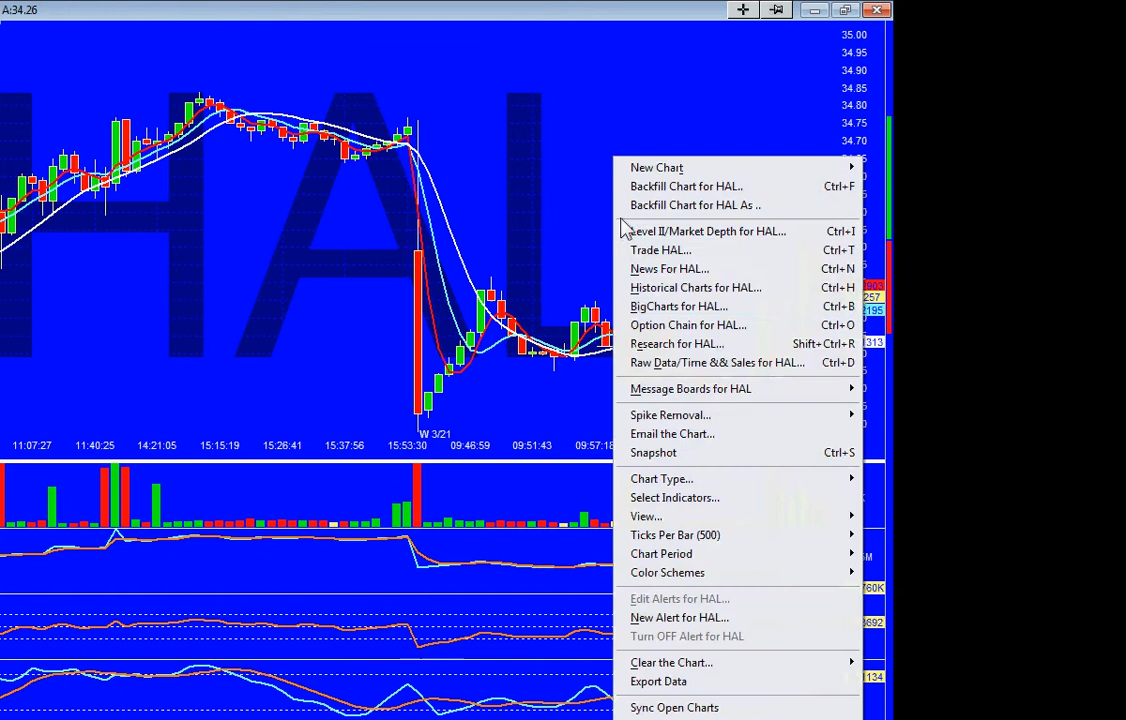 A:34.26
35.00
34.95
34.90
34.85
34.80
34.75
34.70
HAL
New Chart
Backfill Chart for HAL.. Ctrl+F
Backfill Chart for HAL As ..
Level II/Market Depth for HAL... Ctrl+I
Trade HAL... Ctrl+T
News For HAL... Ctrl+N
Historical Charts for HAL... Ctrl+H
BigCharts for HAL... Ctrl+B
Option Chain for HAL... Ctrl+O
Research for HAL... Shift+Ctrl+R
Raw Data/Time && Sales for HAL... Ctrl+D
Message Boards for HAL
Spike Removal...
Email the Chart...
Snapshot Ctrl+S
Chart Type...
Select Indicators...
View...
Ticks Per Bar (500)
Chart Period
Color Schemes
Edit Alerts for HAL...
New Alert for HAL...
Turn OFF Alert for HAL
Clear the Chart...
Export Data
Sync Open Charts
257
2195
1313
W 3/21
11:07:27 11:40:25 14:21:05 15:15:19 15:26:41 15:37:56 15:53:30 09:46:59 09:51:43 09:57:18
760K
1134